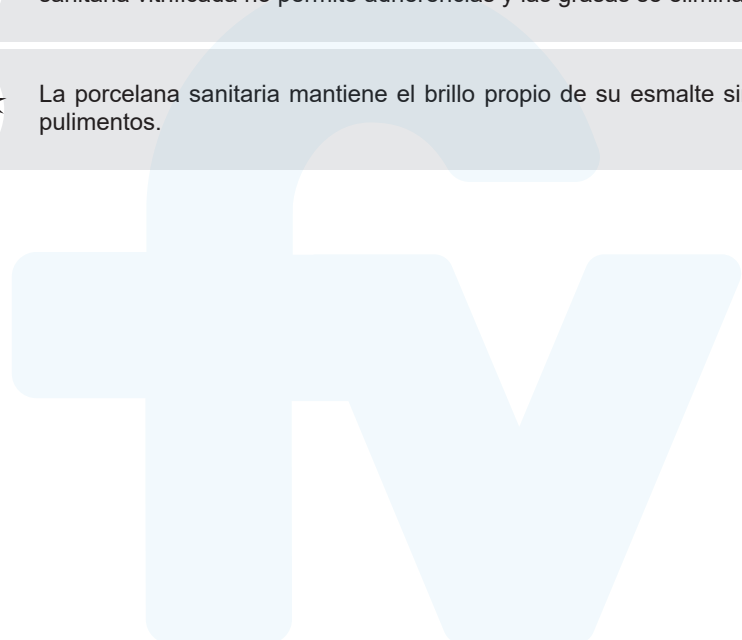 sanitaria vitrificada no permite adherencias y las grasas se elimina
La porcelana sanitaria mantiene el brillo propio de su esmalte si
pulimentos.
fv